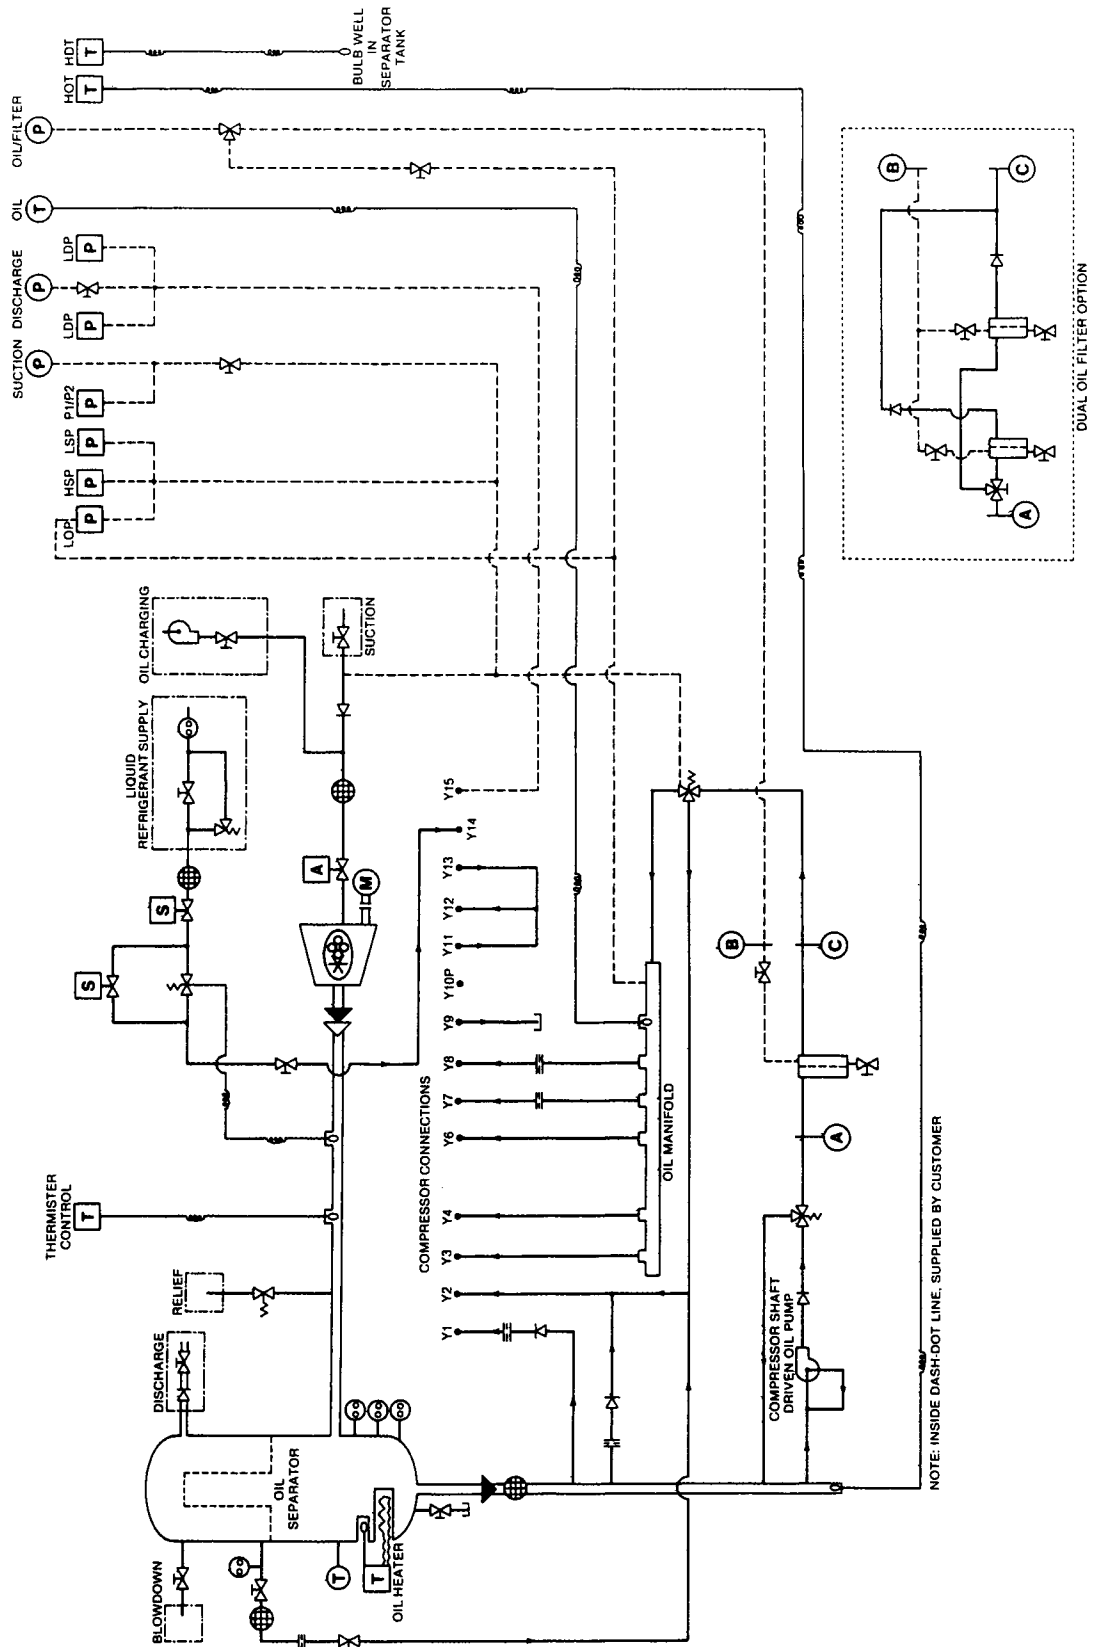 HDT
T
BULB WELL
IN
SEPARATOR
TANK
HOT
T
OIL/FILTER
P
OIL
T
DISCHARGE
LDP
P
P
LDP
P
SUCTION
P
P1/P2
P
LSP
P
HSP
P
LOP
P
OIL CHARGING
SUCTION
LIQUID
REFRIGERANT SUPPLY
S
S
A
M
THERMISTER
CONTROL
T
RELIEF
DISCHARGE
BLOWDOWN
OIL
SEPARATOR
T
T
OIL HEATER
COMPRESSOR CONNECTIONS
Y1
Y2
Y3
Y4
Y6
Y7
Y8
Y9
Y10P
Y11
Y12
Y13
Y14
Y15
OIL MANIFOLD
COMPRESSOR SHAFT
DRIVEN OIL PUMP
A
B
C
A
B
C
DUAL OIL FILTER OPTION
NOTE: INSIDE DASH-DOT LINE, SUPPLIED BY CUSTOMER